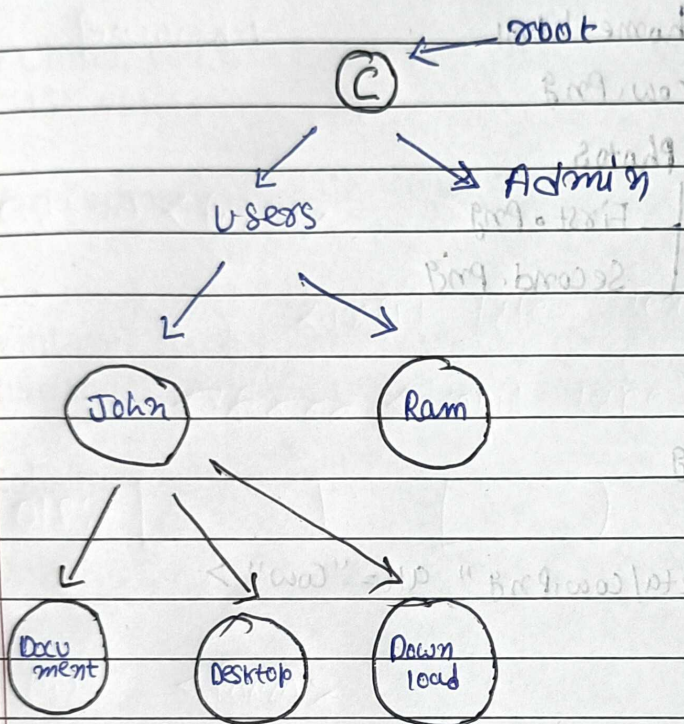 root
C
Users
Admin
John
Ram
Docu
ment
Desktop
Down
load